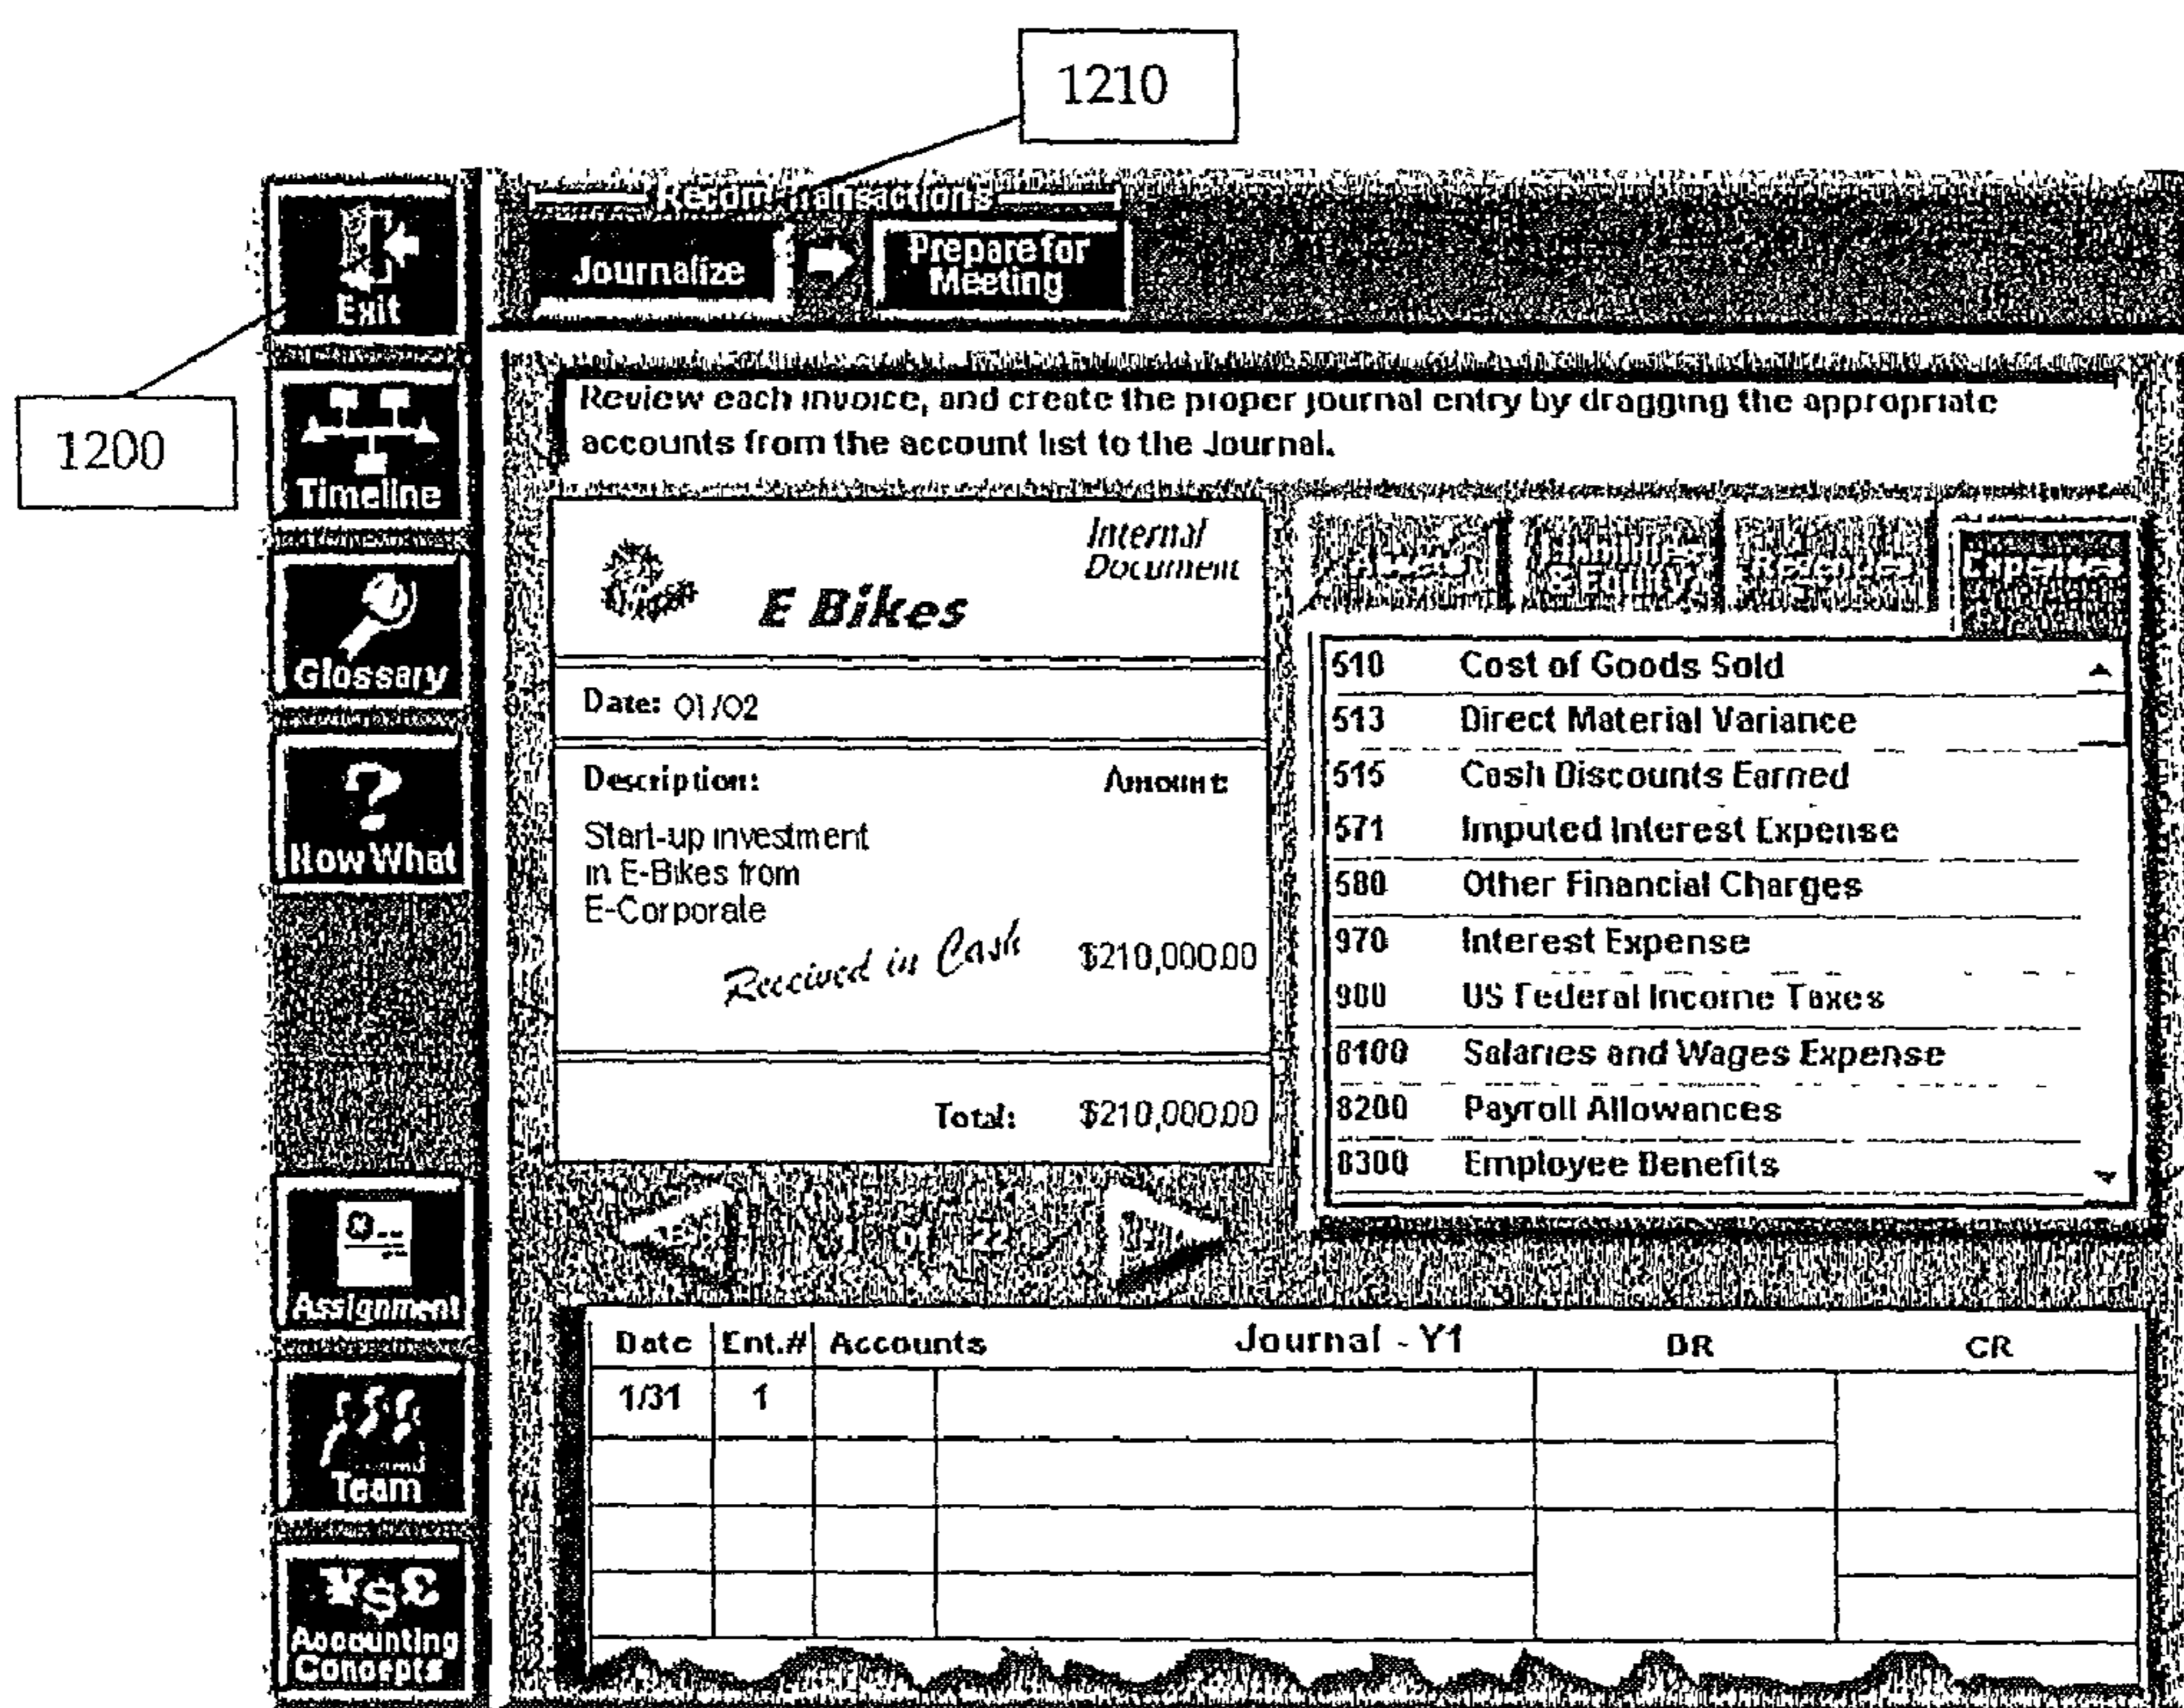 1210
1200
Record Transactions
Journalize
Prepare for
Meeting
Exit
Timeline
Glossary
Now What
Assignment
Team
¥$£
Accounting
Concepts
Review each invoice, and create the proper journal entry by dragging the appropriate
accounts from the account list to the Journal.
Internal
Document
E Bikes
Date: 01/02
Description: Amount:
Start-up investment
in E-Bikes from
E-Corporate
Received in Cash $210,000.00
Total: $210,000.00
1 of 22
Assets
Liabilities
& Equity
Revenues
Expenses
510 Cost of Goods Sold
513 Direct Material Variance
515 Cash Discounts Earned
571 Imputed Interest Expense
580 Other Financial Charges
970 Interest Expense
980 US Federal Income Taxes
8100 Salaries and Wages Expense
8200 Payroll Allowances
8300 Employee Benefits
Date Ent.# Accounts Journal - Y1 DR CR
1/31 1